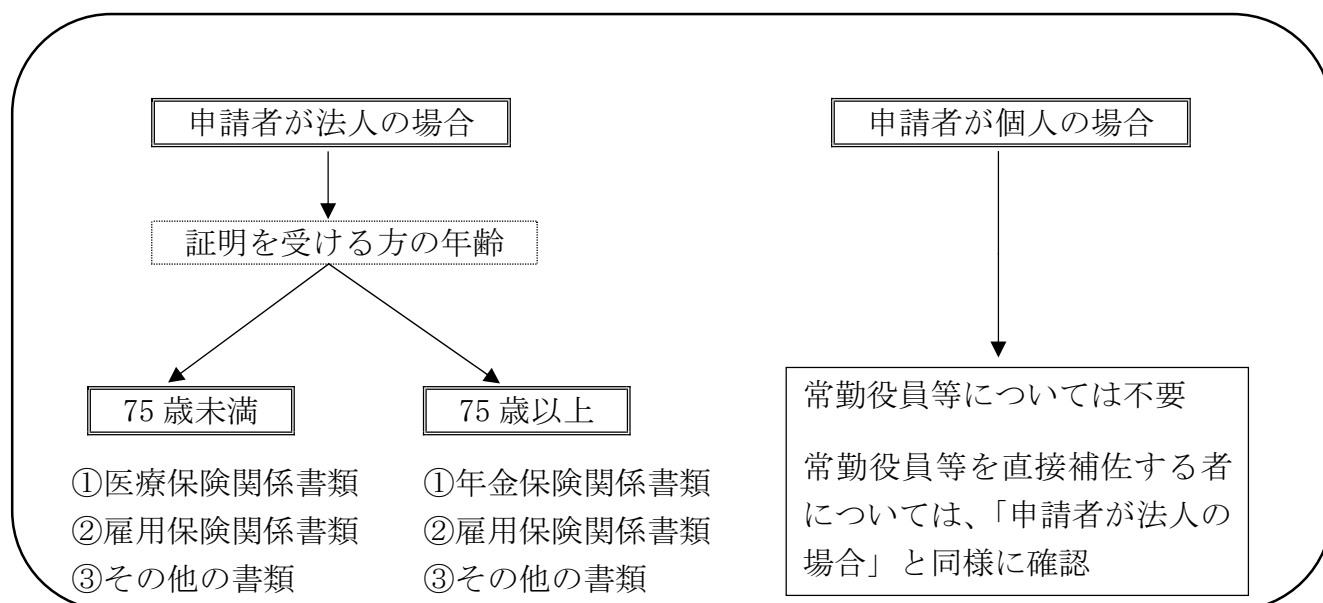 申請者が法人の場合
証明を受ける方の年齢
75歳未満
①医療保険関係書類
②雇用保険関係書類
③その他の書類
75歳以上
①年金保険関係書類
②雇用保険関係書類
③その他の書類
申請者が個人の場合
常勤役員等については不要
常勤役員等を直接補佐する者
については、「申請者が法人の
場合」と同様に確認